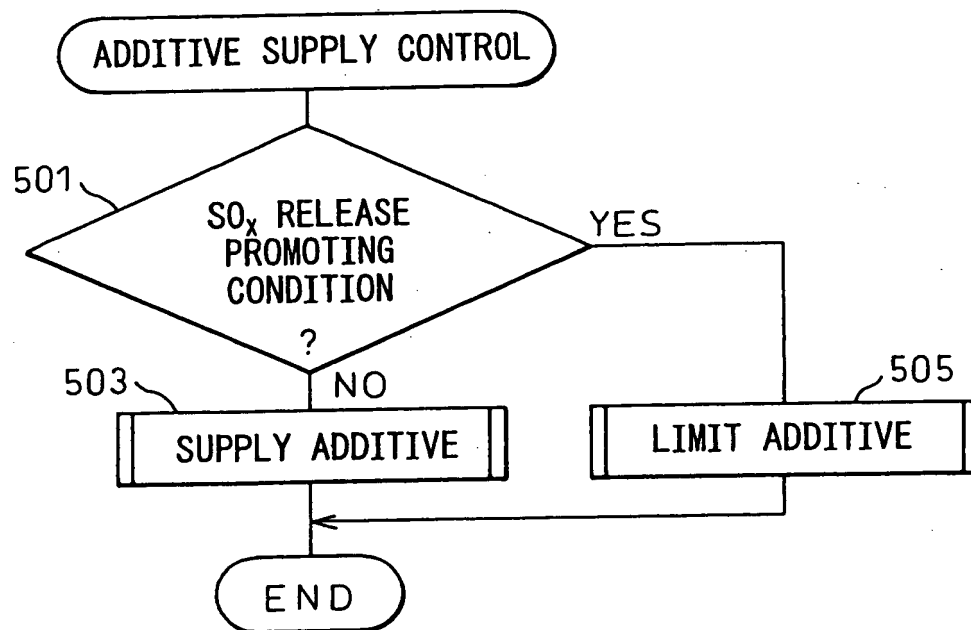 ADDITIVE SUPPLY CONTROL
501
SOX RELEASE
PROMOTING
CONDITION
?
YES
NO
503
SUPPLY ADDITIVE
505
LIMIT ADDITIVE
END